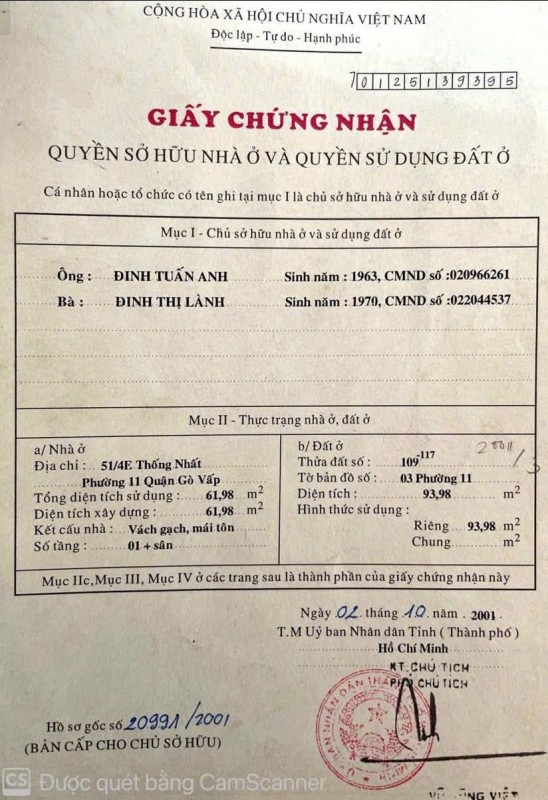 CỘNG HÒA XÃ HỘI CHỦ NGHĨA VIỆT NAM
Độc lập - Tự do - Hạnh phúc
70125139395
GIẤY CHỨNG NHẬN
QUYỀN SỞ HỮU NHÀ Ở VÀ QUYỀN SỬ DỤNG ĐẤT Ở
Cá nhân hoặc tổ chức có tên ghi tại mục I là chủ sở hữu nhà ở và sử dụng đất ở
Mục I - Chủ sở hữu nhà ở và sử dụng đất ở
Ông : ĐINH TUẤN ANH Sinh năm : 1963, CMND số :020966261
Bà : ĐINH THỊ LÀNH Sinh năm : 1970, CMND số :022044537
Mục II - Thực trạng nhà ở, đất ở
a/ Nhà ở
Địa chỉ : 51/4E Thống Nhất
Phường 11 Quận Gò Vấp
Tổng diện tích sử dụng : 61,98 m²
Diện tích xây dựng : 61,98 m²
Kết cấu nhà : Vách gạch, mái tôn
Số tầng : 01 + sân
b/ Đất ở
Thửa đất số : 109-117
Tờ bản đồ số : 03 Phường 11
Diện tích : 93,98 m²
Hình thức sử dụng :
Riêng 93,98 m²
Chung m²
Mục IIc,Mục III, Mục IV ở các trang sau là thành phần của giấy chứng nhận này
Ngày 02 tháng 10 năm 2001
T.M Uỷ ban Nhân dân Tỉnh ( Thành phố )
Hồ Chí Minh
KT. CHỦ TỊCH
PHÓ CHỦ TỊCH
Hồ sơ gốc số 20991/2001
(BẢN CẤP CHO CHỦ SỞ HỮU)
CS Được quét bằng CamScanner